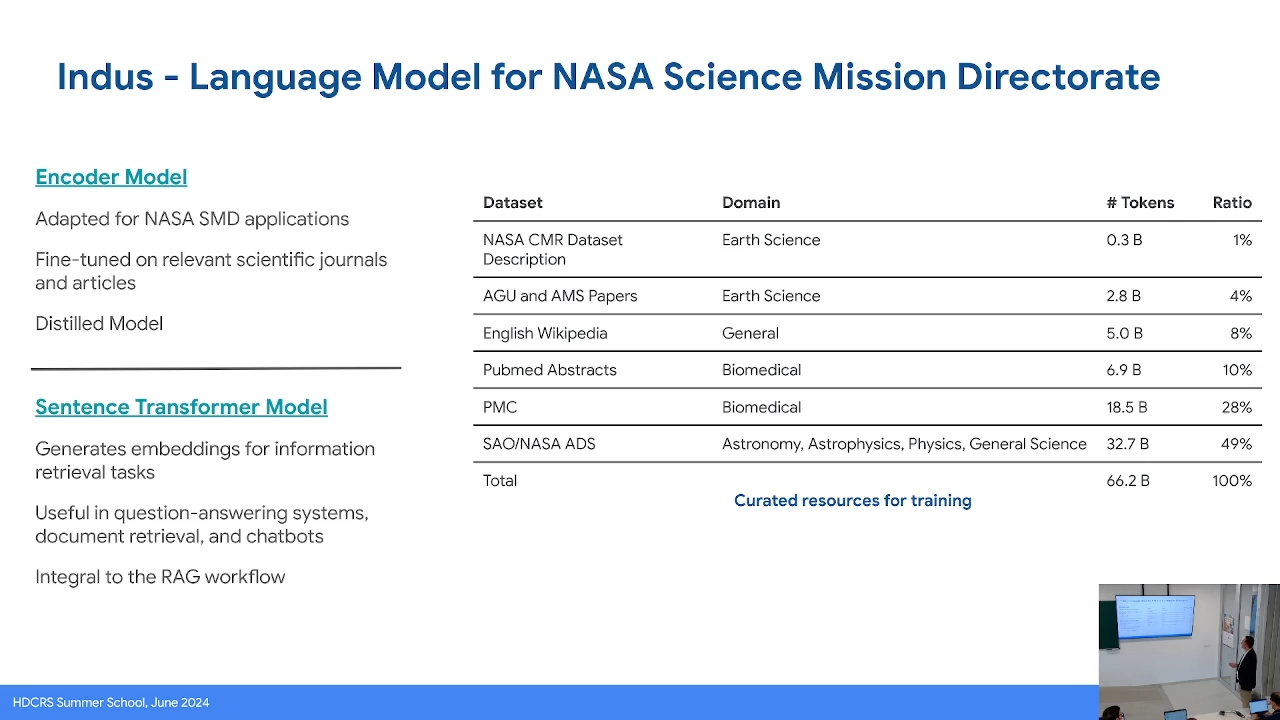 Indus - Language Model for NASA Science Mission Directorate
Encoder Model
Adapted for NASA SMD applications
Fine-tuned on relevant scientific journals
and articles
Distilled Model
Sentence Transformer Model
Generates embeddings for information
retrieval tasks
Useful in question-answering systems,
document retrieval, and chatbots
Integral to the RAG workflow
Dataset Domain # Tokens Ratio
NASA CMR Dataset Earth Science 0.3 B 1%
Description
AGU and AMS Papers Earth Science 2.8 B 4%
English Wikipedia General 5.0 B 8%
Pubmed Abstracts Biomedical 6.9 B 10%
PMC Biomedical 18.5 B 28%
SAO/NASA ADS Astronomy, Astrophysics, Physics, General Science 32.7 B 49%
Total 66.2 B 100%
Curated resources for training
HDCRS Summer School, June 2024